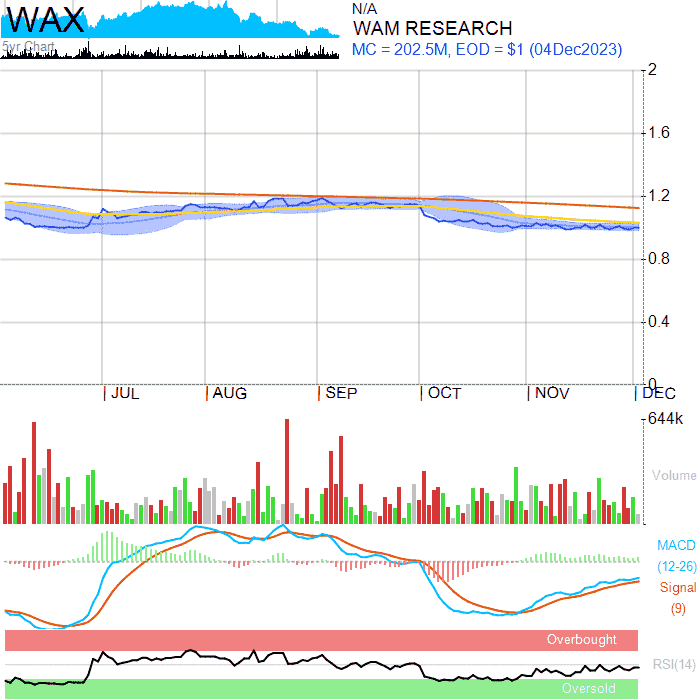 WAX
5yr Chart
N/A
WAM RESEARCH
MC = 202.5M, EOD = $1 (04Dec2023)
2
1.6
1.2
0.8
0.4
0
JUL AUG SEP OCT NOV DEC
644k
Volume
MACD
(12-26)
Signal
(9)
Overbought
RSI(14)
Oversold